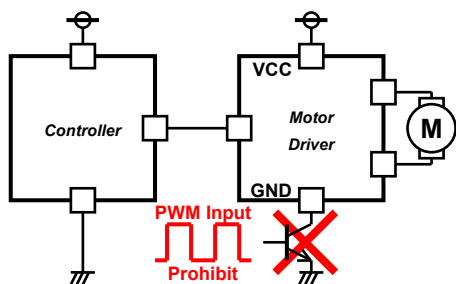 VCC
Controller
Motor
Driver
M
GND
PWM Input
Prohibit